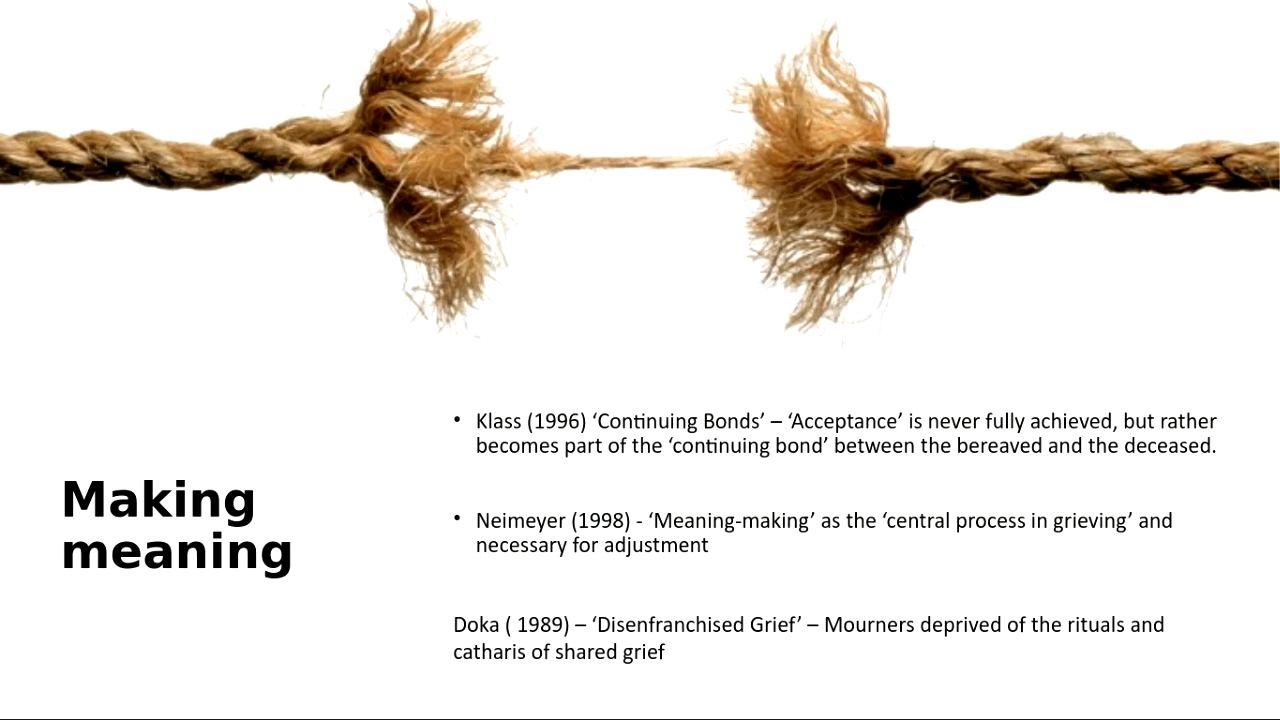 Making
meaning
• Klass (1996) ‘Continuing Bonds’ – ‘Acceptance’ is never fully achieved, but rather
becomes part of the ‘continuing bond’ between the bereaved and the deceased.
• Neimeyer (1998) - ‘Meaning-making’ as the ‘central process in grieving’ and
necessary for adjustment
Doka ( 1989) – ‘Disenfranchised Grief’ – Mourners deprived of the rituals and
catharis of shared grief